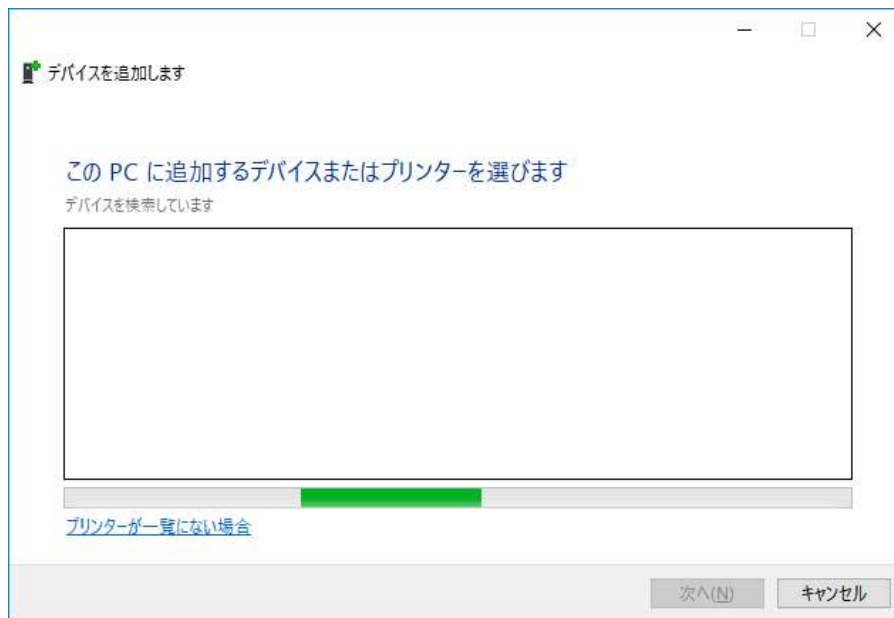 デバイスを追加します
この PC に追加するデバイスまたはプリンターを選びます
デバイスを検索しています
プリンターが一覧にない場合
次へ(N)
キャンセル